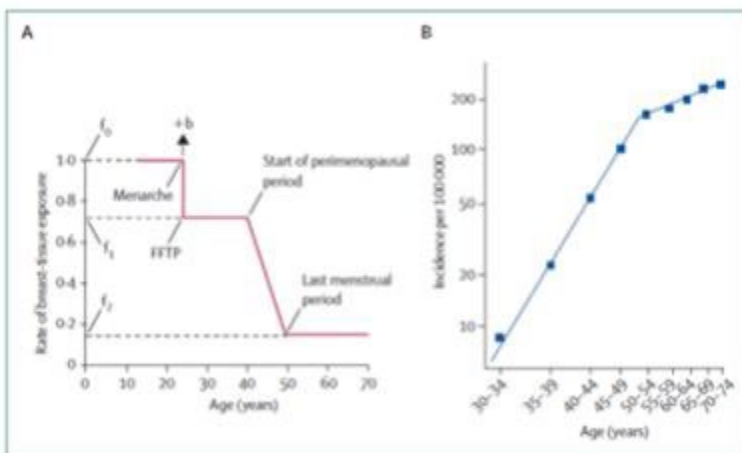 A
+b
f0
1·0
Menarche
Start of perimenopausal
period
0·8
f1
FFTP
0·6
0·4
Last menstrual
period
f2
0·2
0
Rate of breast-tissue exposure
0 10 20 30 40 50 60 70
Age (years)
B
200
100
50
20
10
Incidence per 100 000
30–34 35–39 40–44 45–49 50–54 55–59 60–64 65–69 70–74
Age (years)